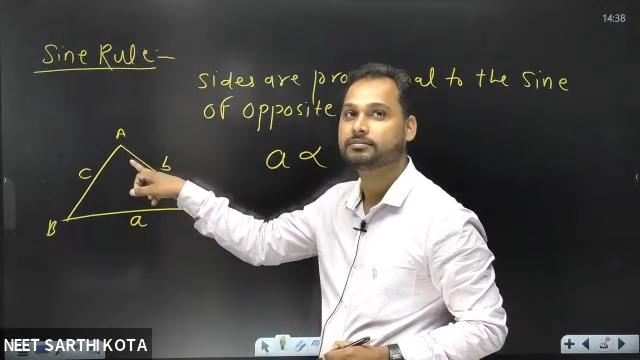 14:38
Sine Rule:-
sides are pro al to the sine
of opposite
A
a ∝
c b
B a
NEET SARTHI KOTA